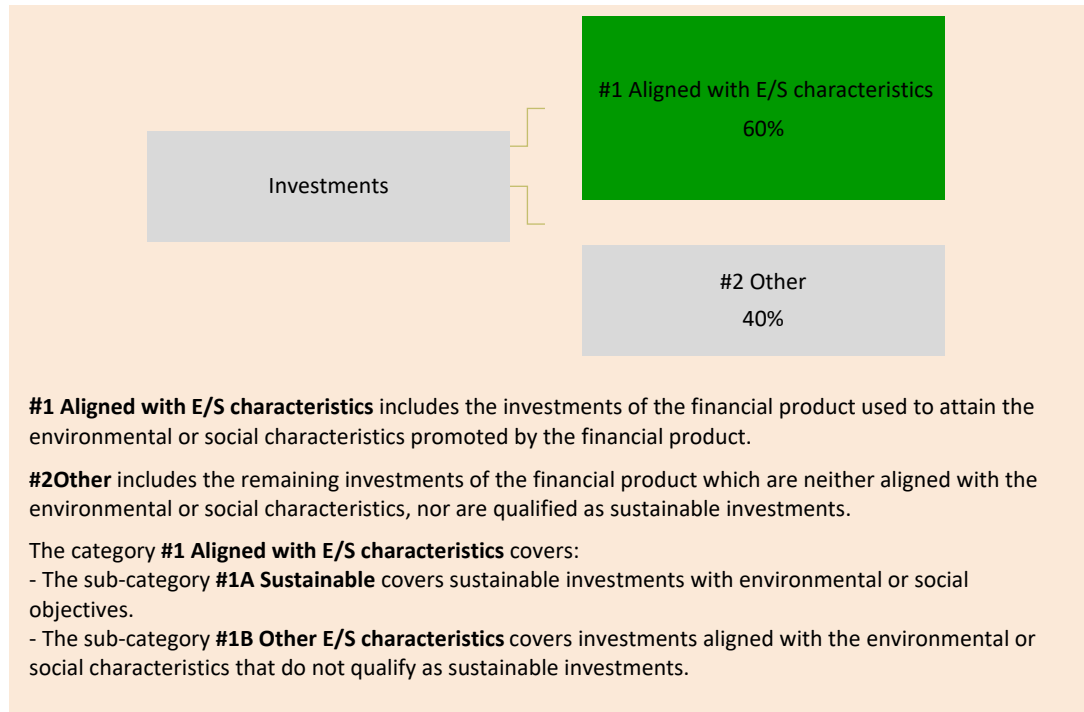 #1 Aligned with E/S characteristics
60%
Investments
#2 Other
40%
#1 Aligned with E/S characteristics includes the investments of the financial product used to attain the
environmental or social characteristics promoted by the financial product.
#2Other includes the remaining investments of the financial product which are neither aligned with the
environmental or social characteristics, nor are qualified as sustainable investments.
The category #1 Aligned with E/S characteristics covers:
- The sub-category #1A Sustainable covers sustainable investments with environmental or social
objectives.
- The sub-category #1B Other E/S characteristics covers investments aligned with the environmental or
social characteristics that do not qualify as sustainable investments.